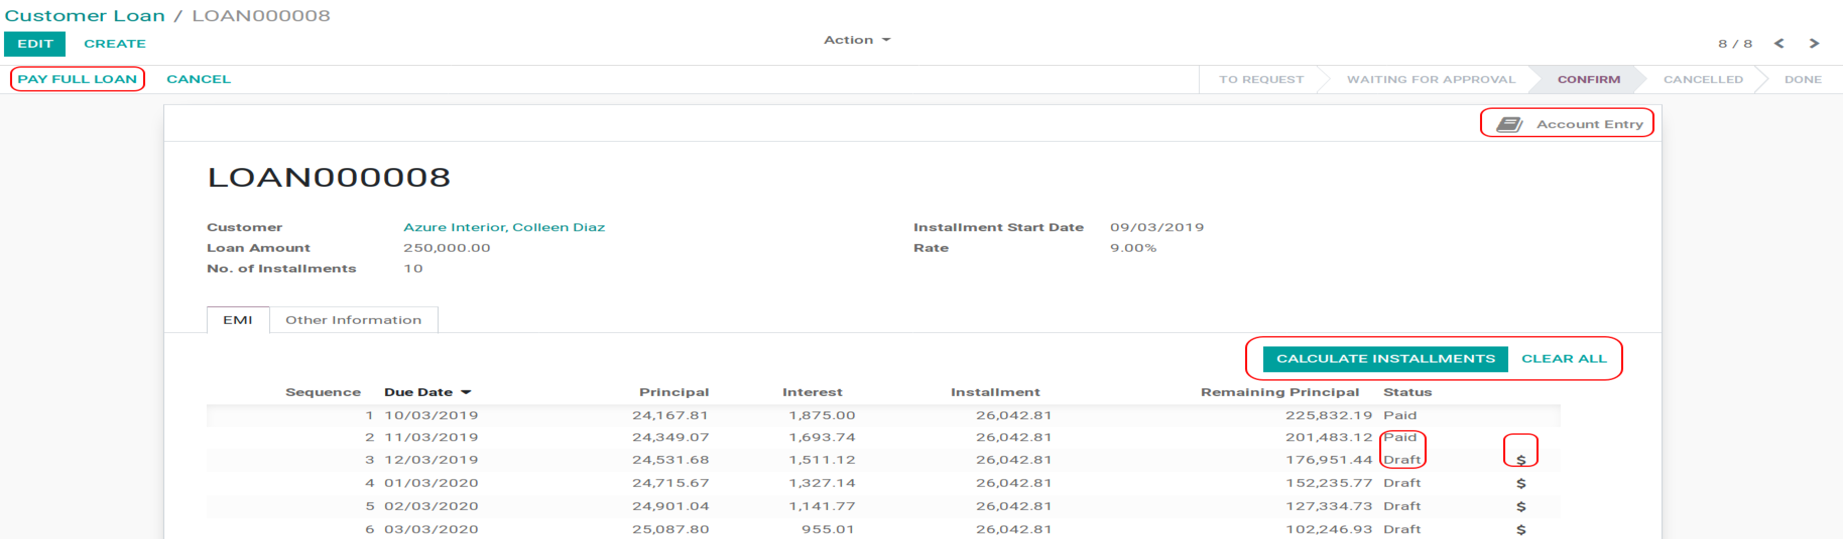 Customer Loan / LOAN000008
EDIT CREATE Action 8 / 8
PAY FULL LOAN CANCEL TO REQUEST WAITING FOR APPROVAL CONFIRM CANCELLED DONE
Account Entry
LOAN000008
Customer Azure Interior, Colleen Diaz Installment Start Date 09/03/2019
Loan Amount 250,000.00 Rate 9.00%
No. of Installments 10
EMI Other Information
CALCULATE INSTALLMENTS CLEAR ALL
Sequence Due Date Principal Interest Installment Remaining Principal Status
1 10/03/2019 24,167.81 1,875.00 26,042.81 225,832.19 Paid
2 11/03/2019 24,349.07 1,693.74 26,042.81 201,483.12 Paid
3 12/03/2019 24,531.68 1,511.12 26,042.81 176,951.44 Draft $
4 01/03/2020 24,715.67 1,327.14 26,042.81 152,235.77 Draft $
5 02/03/2020 24,901.04 1,141.77 26,042.81 127,334.73 Draft $
6 03/03/2020 25,087.80 955.01 26,042.81 102,246.93 Draft $